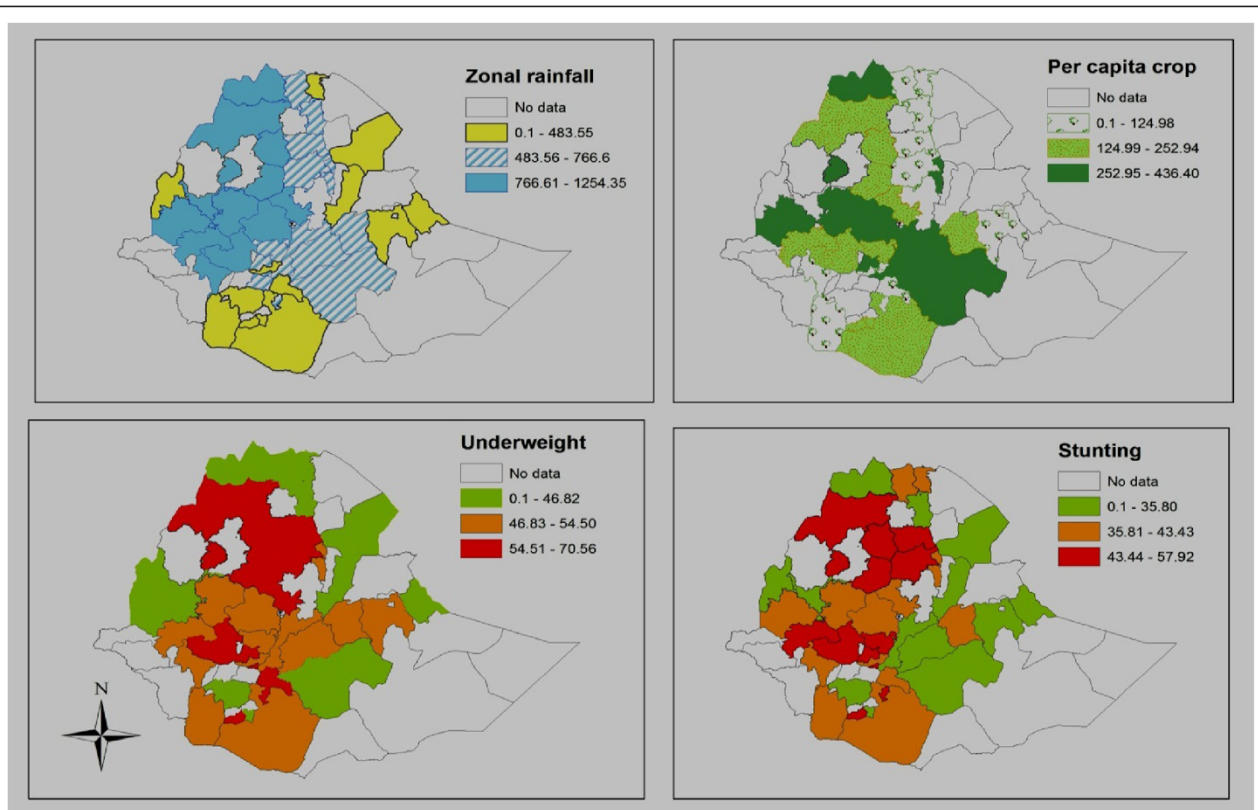 Zonal rainfall
No data
0.1 - 483.55
483.56 - 766.6
766.61 - 1254.35
Per capita crop
No data
0.1 - 124.98
124.99 - 252.94
252.95 - 436.40
Underweight
No data
0.1 - 46.82
46.83 - 54.50
54.51 - 70.56
N
Stunting
No data
0.1 - 35.80
35.81 - 43.43
43.44 - 57.92